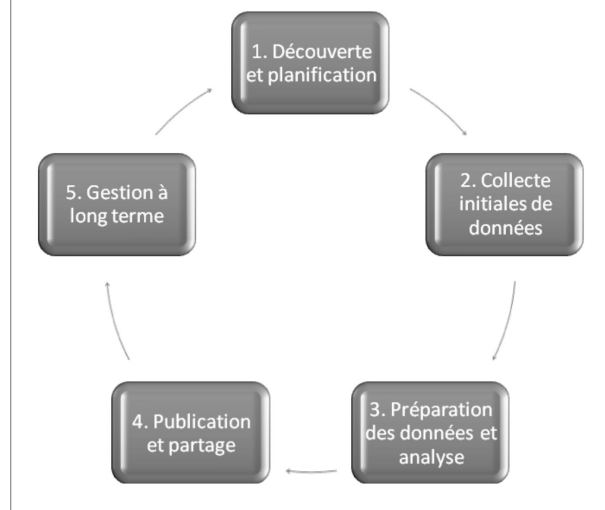 1. Découverte
et planification
2. Collecte
initiales de
données
3. Préparation
des données et
analyse
4. Publication
et partage
5. Gestion à
long terme